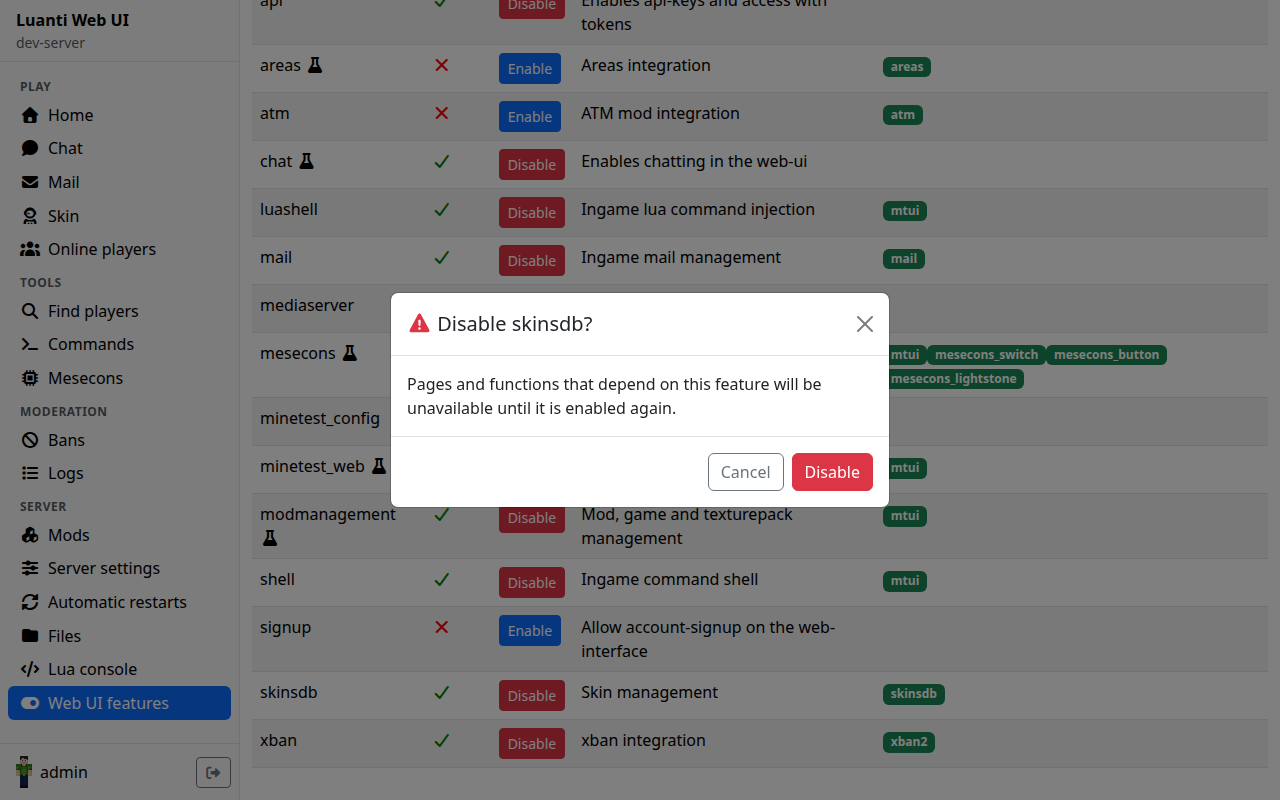 Luanti Web UI
dev-server
PLAY
Home
Chat
Mail
Skin
Online players
TOOLS
Find players
Commands
Mesecons
MODERATION
Bans
Logs
SERVER
Mods
Server settings
Automatic restarts
Files
Lua console
Web UI features
admin
api Disable Enables api-keys and access with
tokens
areas Enable Areas integration areas
atm Enable ATM mod integration atm
chat Disable Enables chatting in the web-ui
luashell Disable Ingame lua command injection mtui
mail Disable Ingame mail management mail
mediaserver
mesecons mtui mesecons_switch mesecons_button
mesecons_lightstone
minetest_config
minetest_web mtui
modmanagement Disable Mod, game and texturepack mtui
management
shell Disable Ingame command shell mtui
signup Enable Allow account-signup on the web-
interface
skinsdb Disable Skin management skinsdb
xban Disable xban integration xban2
Disable skinsdb?
Pages and functions that depend on this feature will be
unavailable until it is enabled again.
Cancel Disable